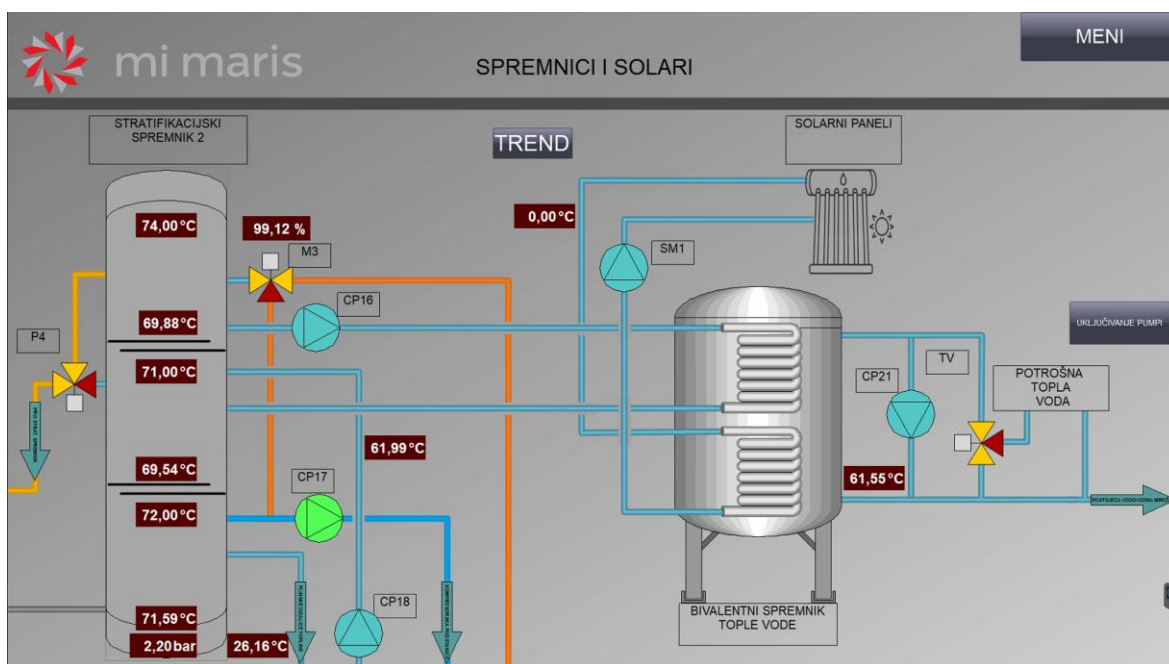 mi maris
SPREMNICI I SOLARI
MENI
STRATIFIKACIJSKI
SPREMNIK 2
TREND
SOLARNI PANELI
74,00 °C
99,12 %
M3
0,00 °C
SM1
CP16
69,88 °C
P4
71,00 °C
UKLJUČIVANJE PUMPI
TV
CP21
POTROŠNA
TOPLA
VODA
61,99 °C
69,54 °C
CP17
61,55 °C
72,00 °C
CP18
71,59 °C
2,20 bar
26,16 °C
BIVALENTNI SPREMNIK
TOPLE VODE